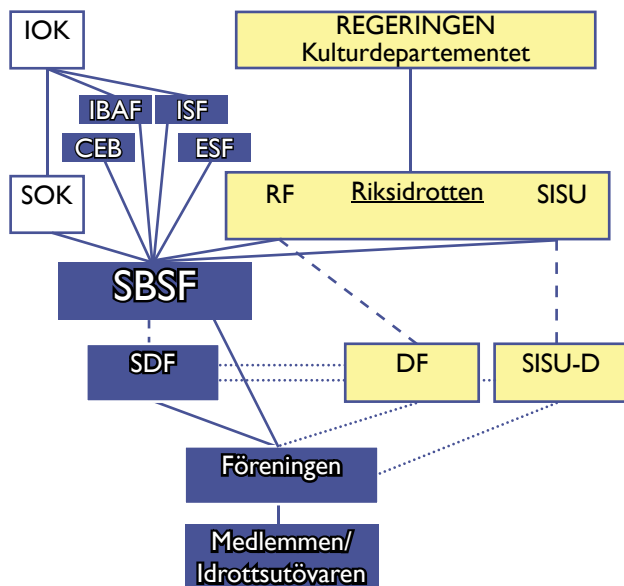 IOK
REGERINGEN
Kulturdepartementet
IBAF
ISF
CEB
ESF
SOK
RF
Riksidrotten
SISU
SBSF
SDF
DF
SISU-D
Föreningen
Medlemmen/
Idrottsutövaren